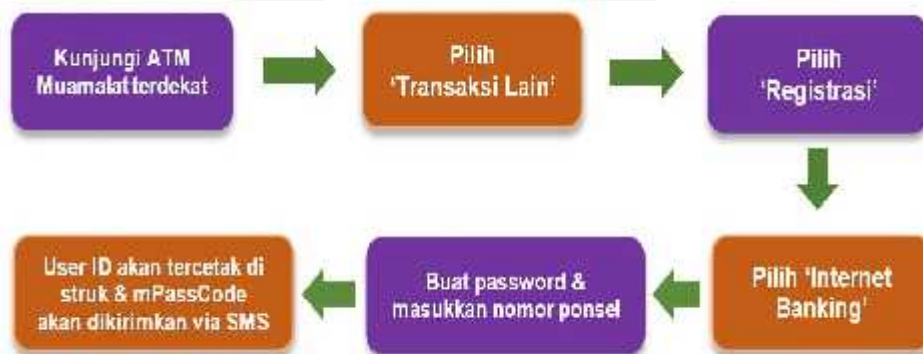 Kunjungi ATM
Muamalat terdekat
Pilih
'Transaksi Lain'
Pilih
'Registrasi'
Pilih 'Internet
Banking'
Buat password &
masukkan nomor ponsel
User ID akan tercetak di
struk & mPassCode
akan dikirimkan via SMS